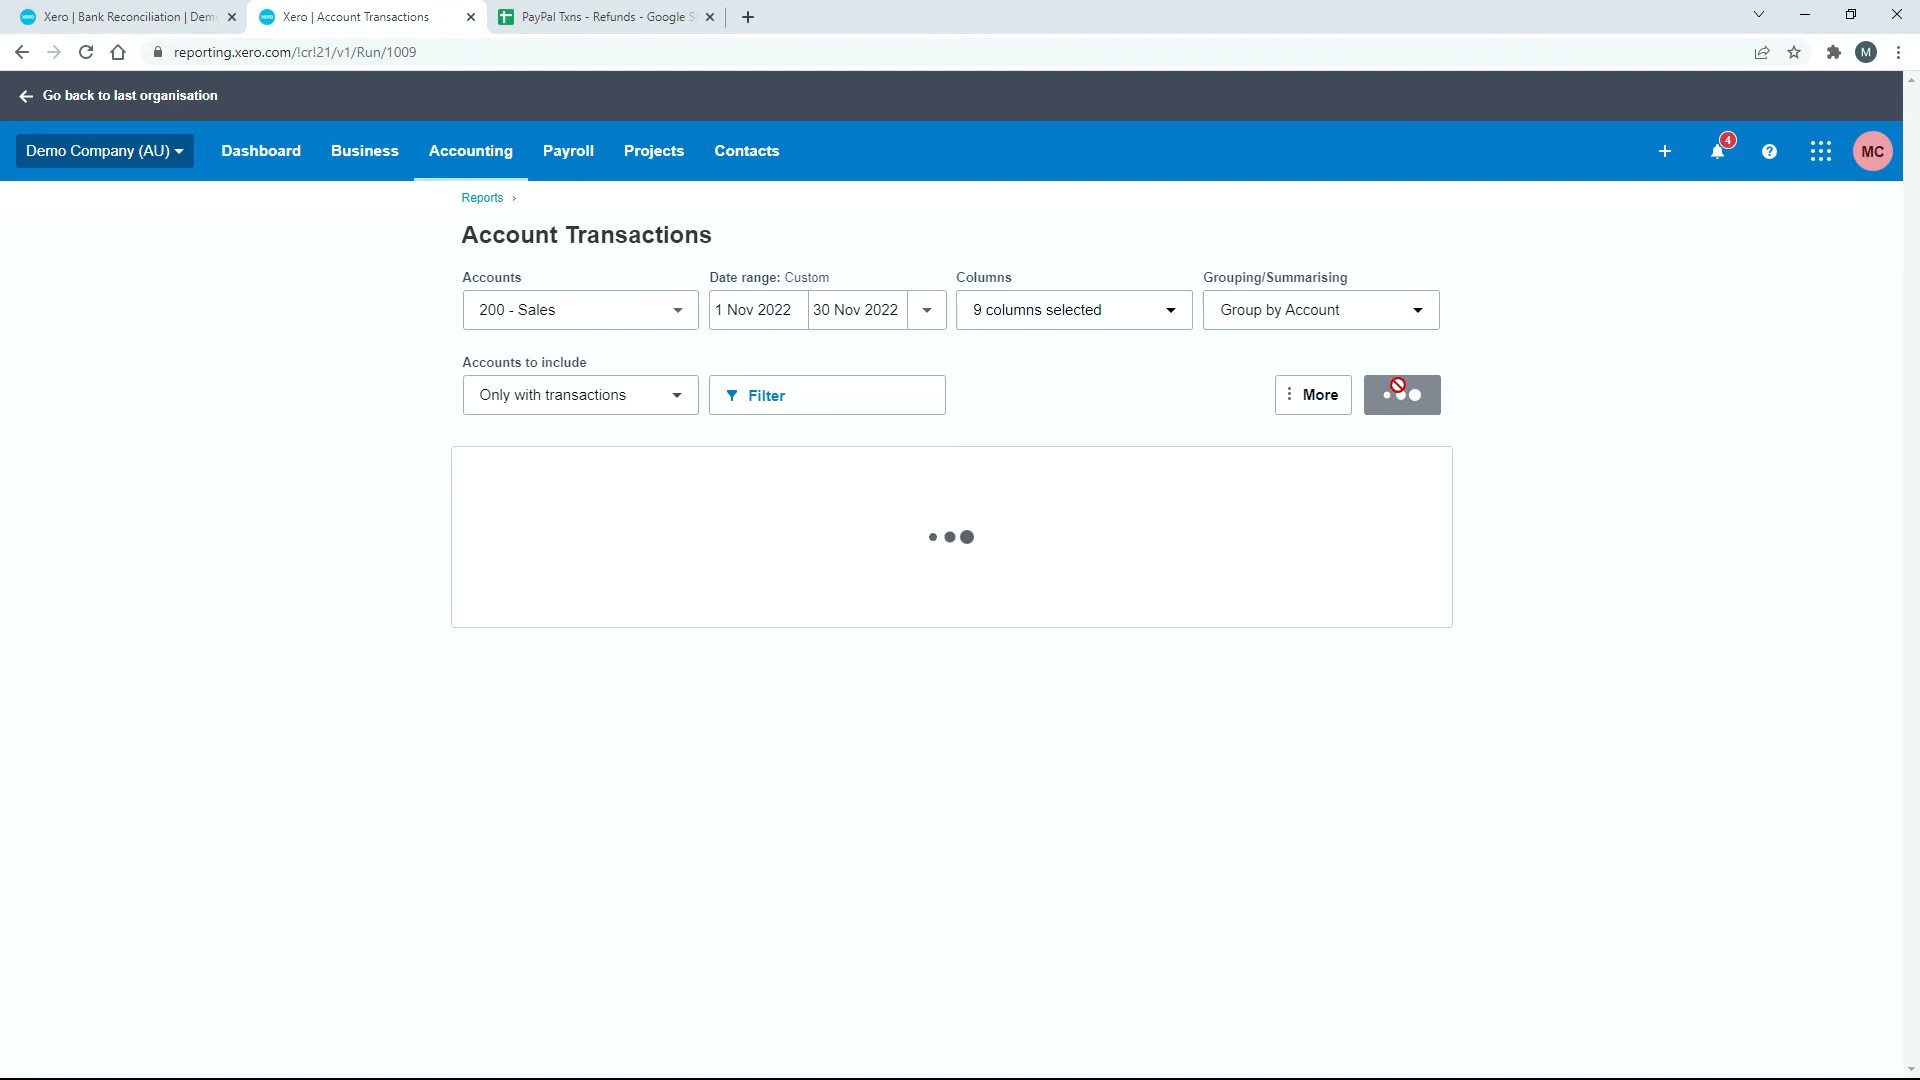 Xero | Bank Reconciliation | Dem
Xero | Account Transactions
PayPal Txns - Refunds - Google S
reporting.xero.com/!cr!21/v1/Run/1009
M
Go back to last organisation
Demo Company (AU)
Dashboard
Business
Accounting
Payroll
Projects
Contacts
4
MC
Reports
Account Transactions
Accounts
Date range: Custom
Columns
Grouping/Summarising
200 - Sales
1 Nov 2022
30 Nov 2022
9 columns selected
Group by Account
Accounts to include
Only with transactions
Filter
More